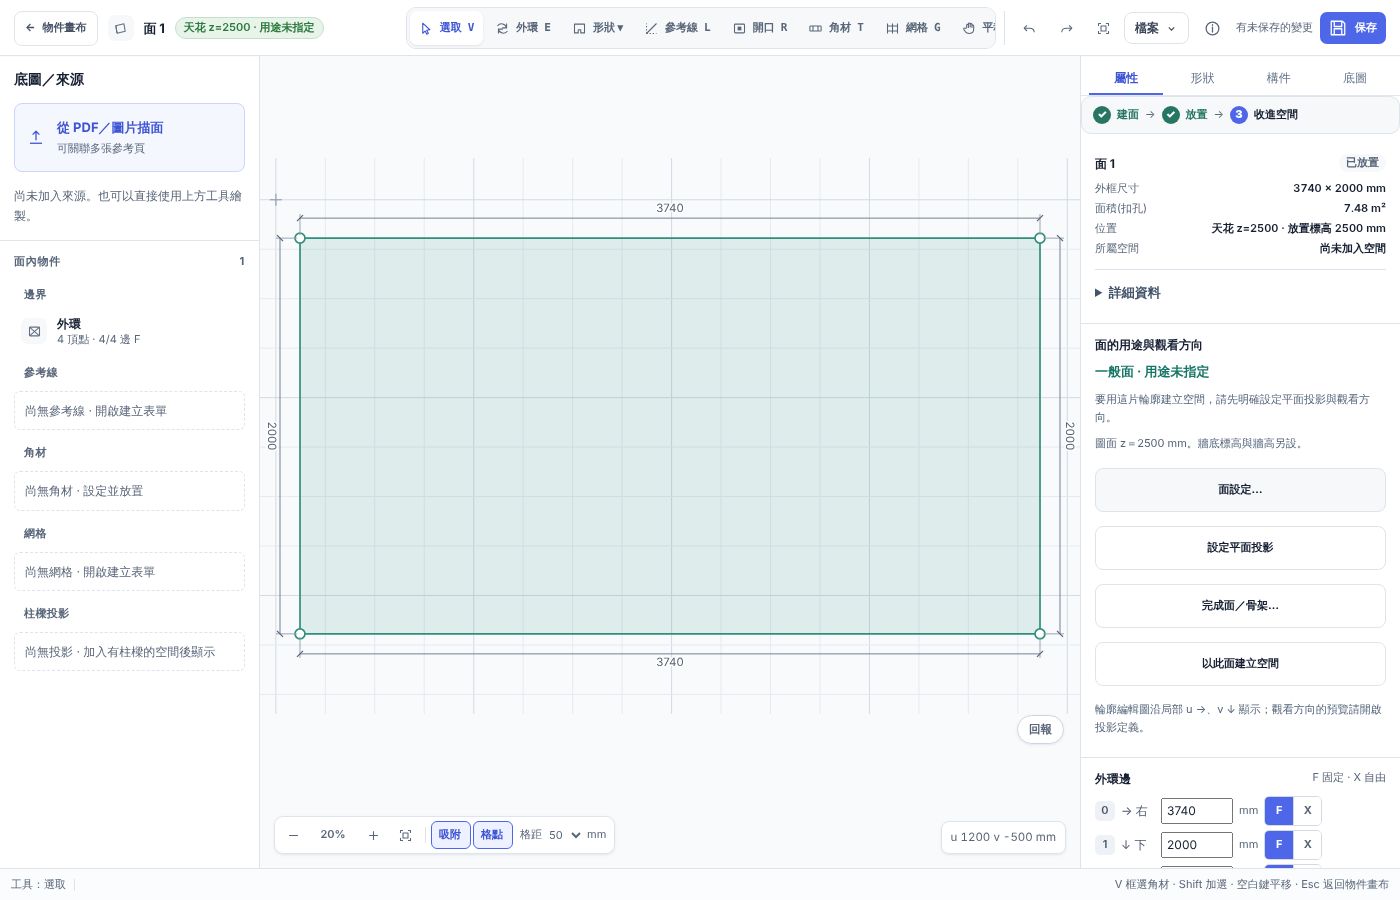 物件畫布
面 1
天花 z=2500 · 用途未指定
選取 V
外環 E
形狀 ▾
參考線 L
開口 R
角材 T
網格 G
檔案
有未保存的變更
保存
底圖／來源
從 PDF／圖片描面
可關聯多張參考頁
尚未加入來源。也可以直接使用上方工具繪
製。
面內物件
1
邊界
外環
4 頂點 · 4/4 邊 F
參考線
尚無參考線 · 開啟建立表單
角材
尚無角材 · 設定並放置
網格
尚無網格 · 開啟建立表單
柱樑投影
尚無投影 · 加入有柱樑的空間後顯示
3740
2000
2000
3740
回報
20%
吸附
格點
格距 50 mm
u 1200 v -500 mm
屬性
形狀
構件
底圖
建面 → 放置 → 3 收進空間
面 1
已放置
外框尺寸
3740 × 2000 mm
面積(扣孔)
7.48 m²
位置
天花 z=2500 · 放置標高 2500 mm
所屬空間
尚未加入空間
▶ 詳細資料
面的用途與觀看方向
一般面 · 用途未指定
要用這片輪廓建立空間，請先明確設定平面投影與觀看方
向。
圖面 z = 2500 mm。牆底標高與牆高另設。
面設定...
設定平面投影
完成面／骨架...
以此面建立空間
輪廓編輯圖沿局部 u →、v ↓ 顯示；觀看方向的預覽請開啟
投影定義。
外環邊
F 固定 · X 自由
0 → 右 3740 mm F X
1 ↓ 下 2000 mm F X
工具：選取
V 框選角材 · Shift 加選 · 空白鍵平移 · Esc 返回物件畫布